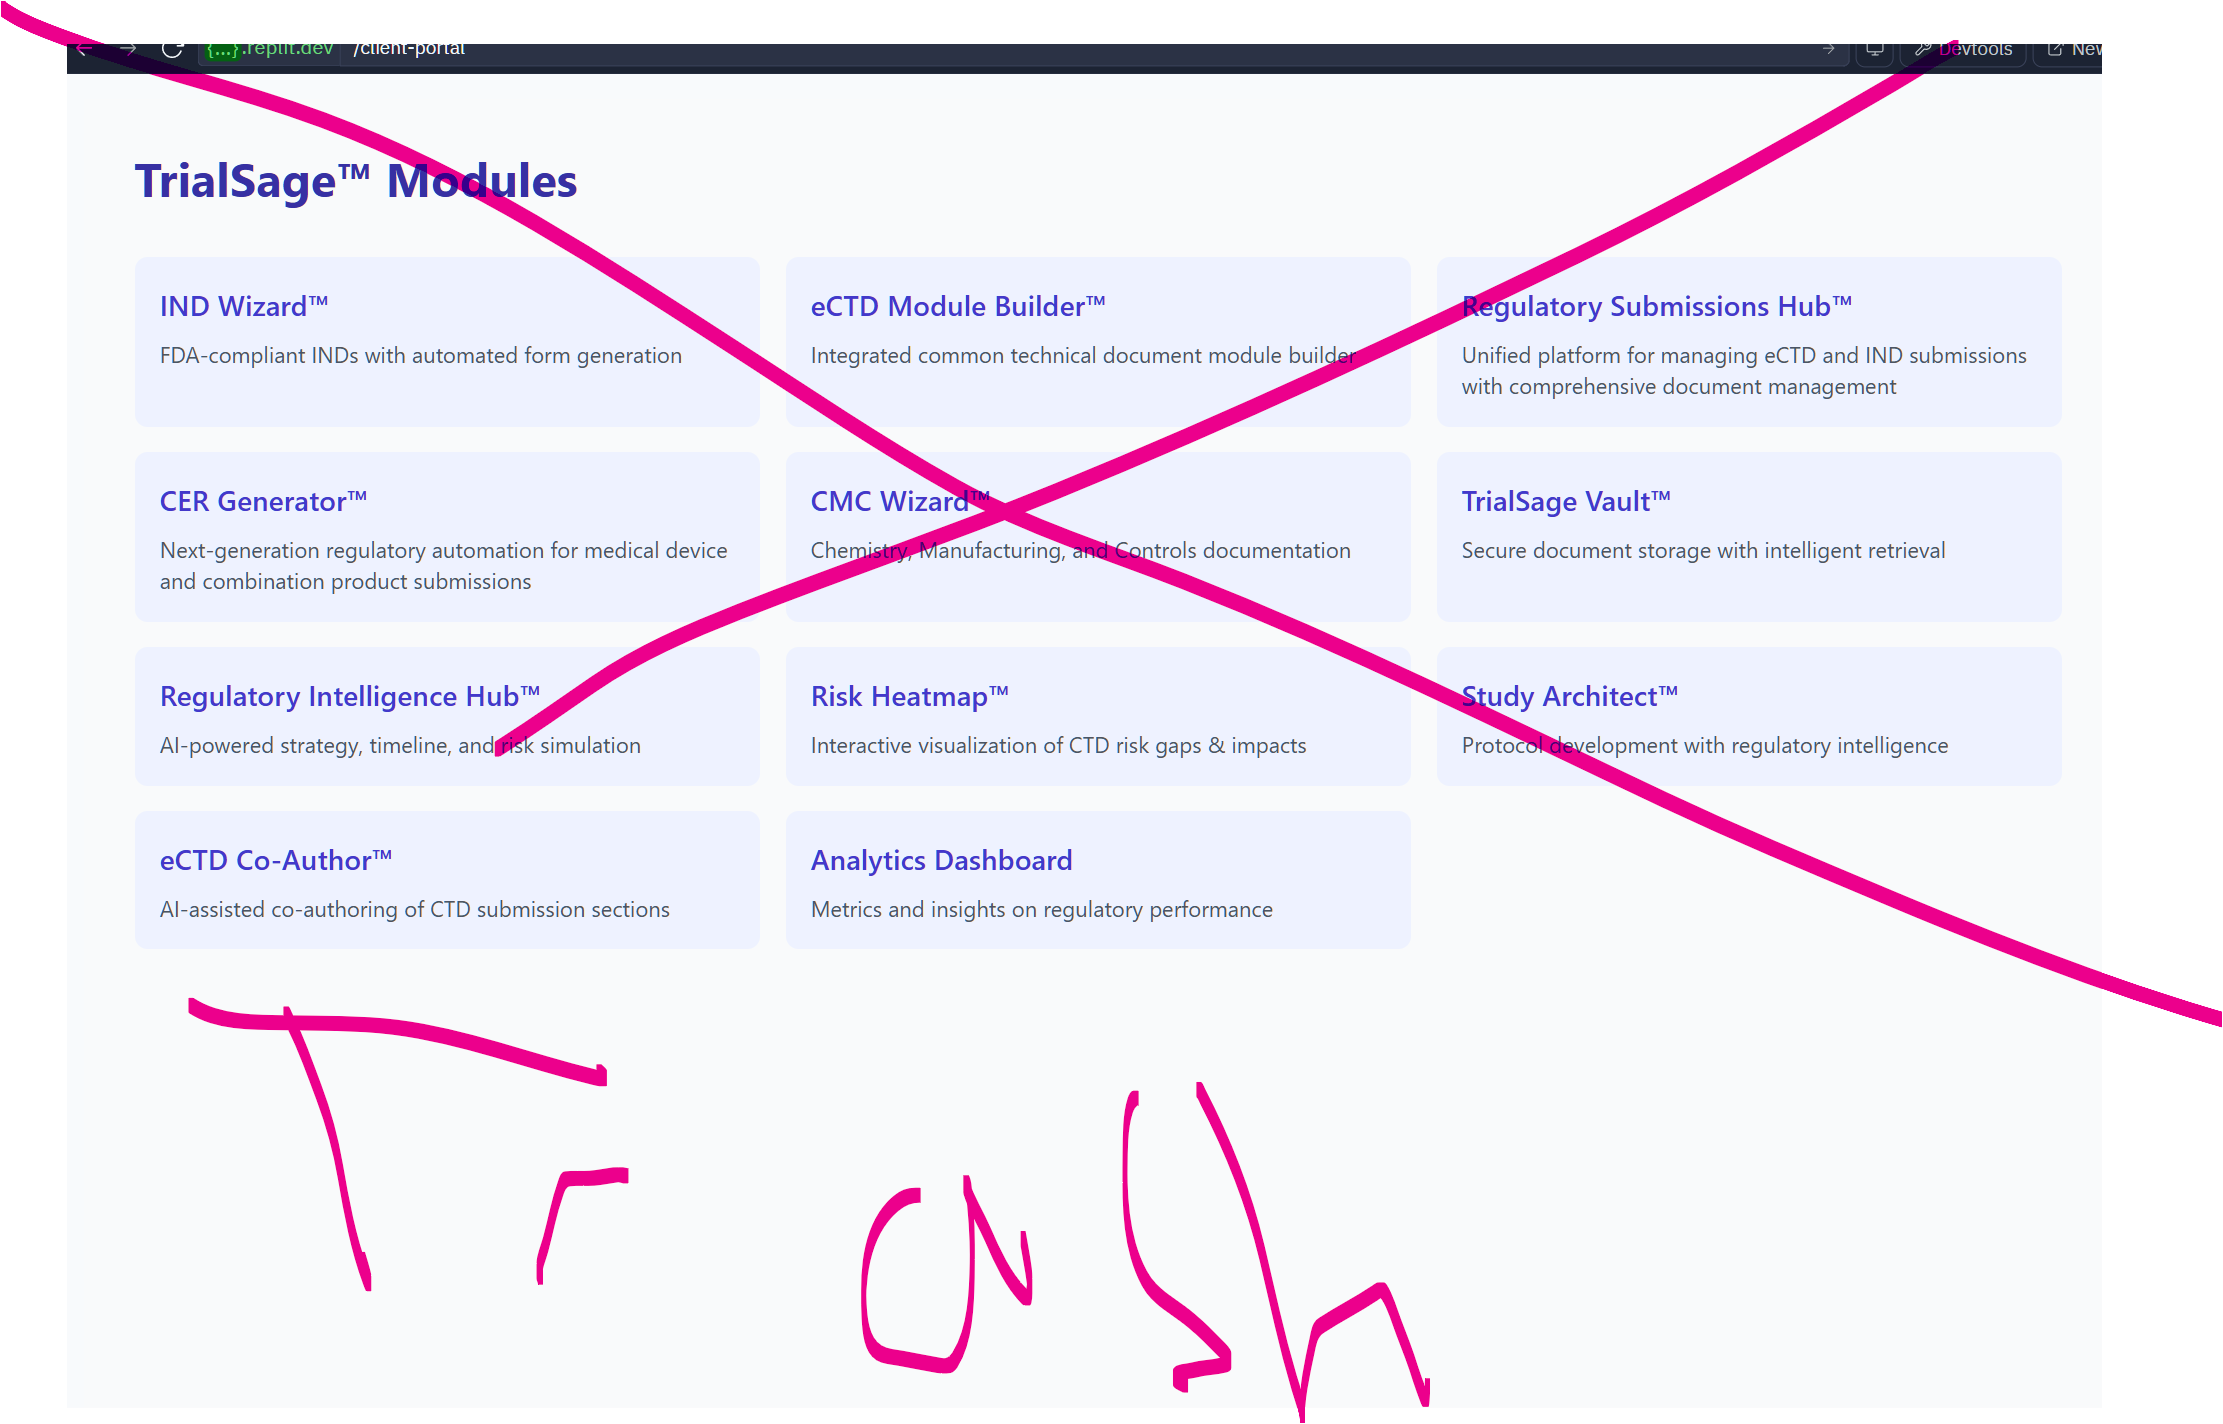 {...}.replit.dev /client-portal Devtools New
TrialSage™ Modules
IND Wizard™
FDA-compliant INDs with automated form generation
eCTD Module Builder™
Integrated common technical document module builder
Regulatory Submissions Hub™
Unified platform for managing eCTD and IND submissions
with comprehensive document management
CER Generator™
Next-generation regulatory automation for medical device
and combination product submissions
CMC Wizard™
Chemistry, Manufacturing, and Controls documentation
TrialSage Vault™
Secure document storage with intelligent retrieval
Regulatory Intelligence Hub™
AI-powered strategy, timeline, and risk simulation
Risk Heatmap™
Interactive visualization of CTD risk gaps & impacts
Study Architect™
Protocol development with regulatory intelligence
eCTD Co-Author™
AI-assisted co-authoring of CTD submission sections
Analytics Dashboard
Metrics and insights on regulatory performance
Trash